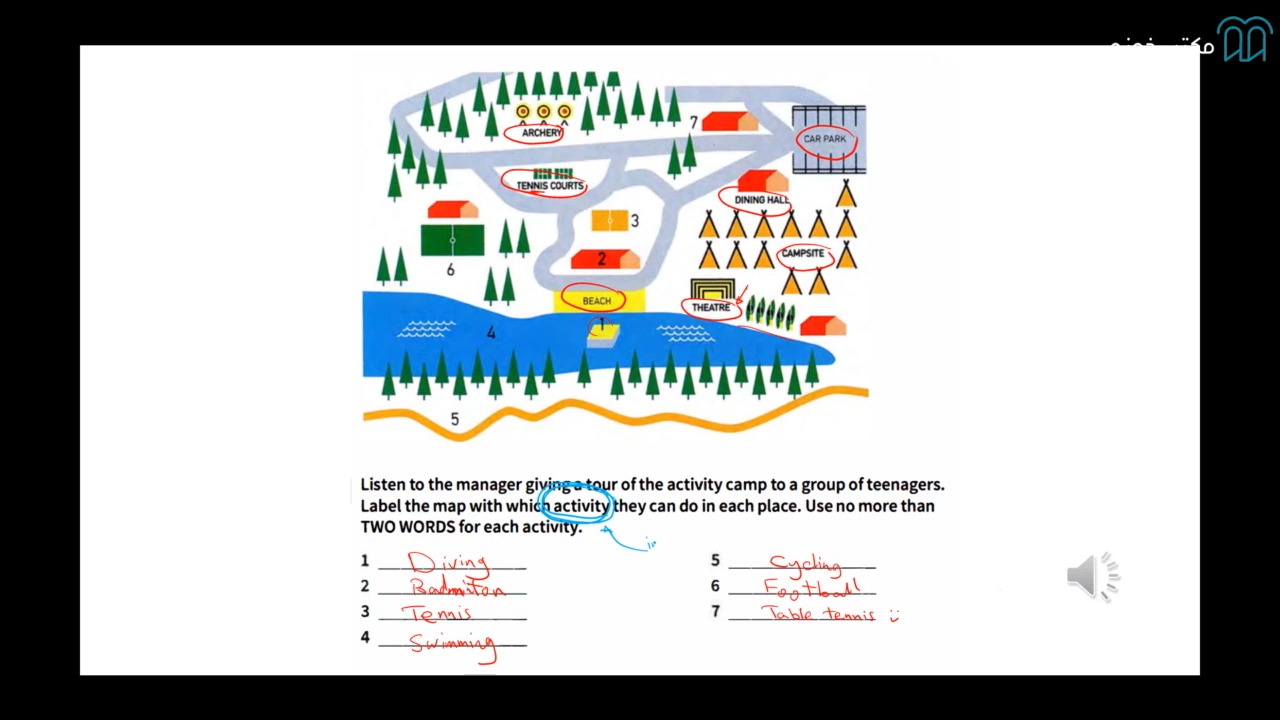 ARCHERY
7
CAR PARK
TENNIS COURTS
DINING HALL
3
2
6
CAMPSITE
BEACH
THEATRE
1
4
5
Listen to the manager giving a tour of the activity camp to a group of teenagers.
Label the map with which activity they can do in each place. Use no more than
TWO WORDS for each activity.
1 Diving
2 Badminton
3 Tennis
4 Swimming
5 Cycling
6 Football
7 Table tennis